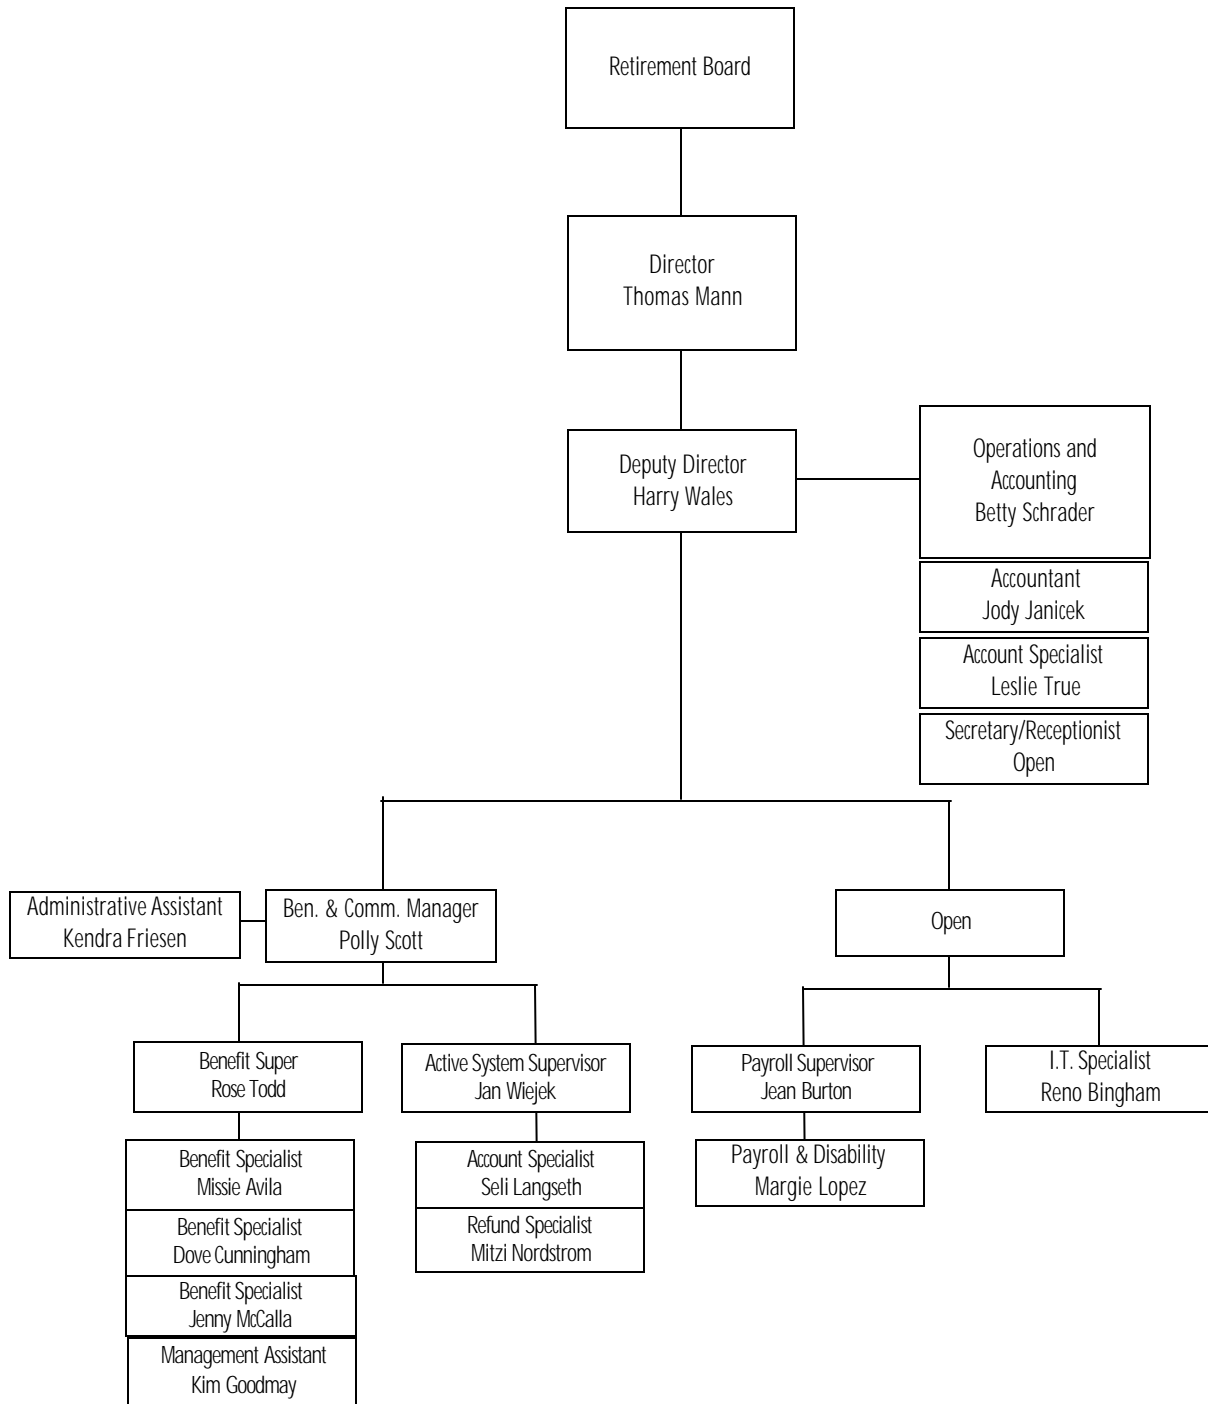 Retirement Board
Director
Thomas Mann
Deputy Director
Harry Wales
Operations and
Accounting
Betty Schrader
Accountant
Jody Janicek
Account Specialist
Leslie True
Secretary/Receptionist
Open
Administrative Assistant
Kendra Friesen
Ben. & Comm. Manager
Polly Scott
Open
Benefit Super
Rose Todd
Active System Supervisor
Jan Wiejek
Payroll Supervisor
Jean Burton
I.T. Specialist
Reno Bingham
Benefit Specialist
Missie Avila
Benefit Specialist
Dove Cunningham
Benefit Specialist
Jenny McCalla
Management Assistant
Kim Goodmay
Account Specialist
Seli Langseth
Refund Specialist
Mitzi Nordstrom
Payroll & Disability
Margie Lopez